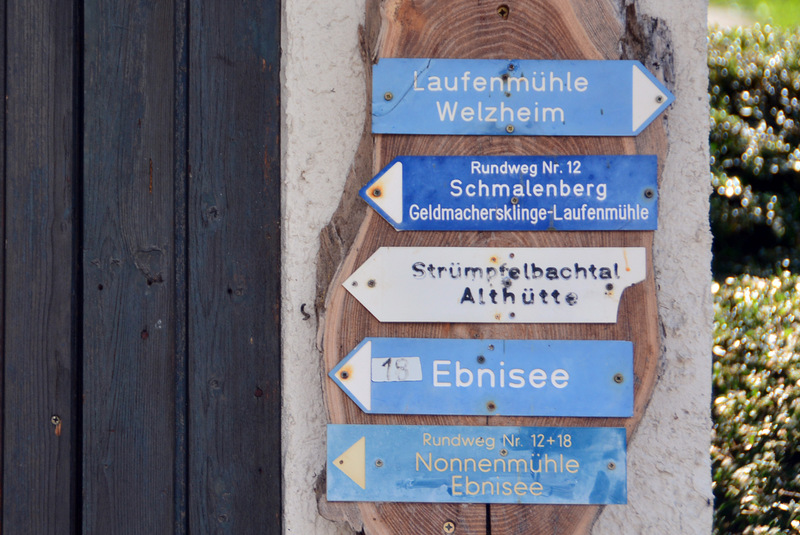 Laufenmühle
Welzheim
Rundweg Nr. 12
Schmalenberg
Geldmachersklinge-Laufenmühle
Strümpfelbachtal
Althütte
18 Ebnisee
Rundweg Nr. 12+18
Nonnenmühle
Ebnisee